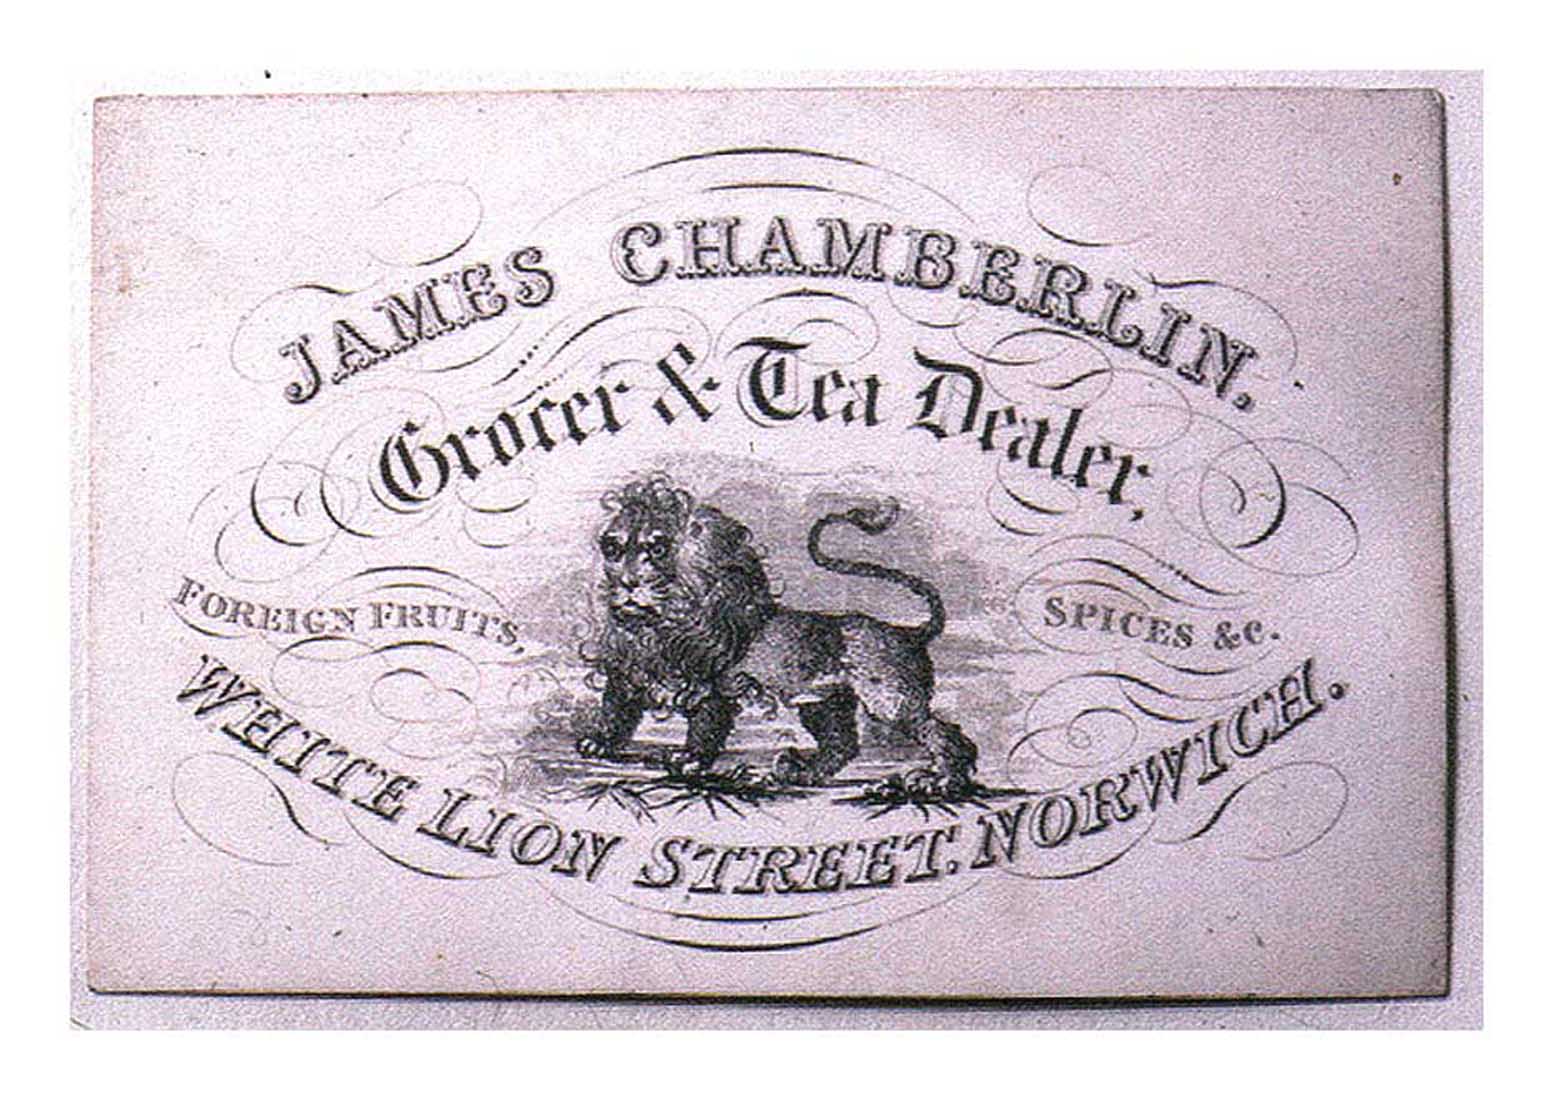 JAMES CHAMBERLIN.
Grocer & Tea Dealer,
FOREIGN FRUITS, SPICES &C.
WHITE LION STREET. NORWICH.